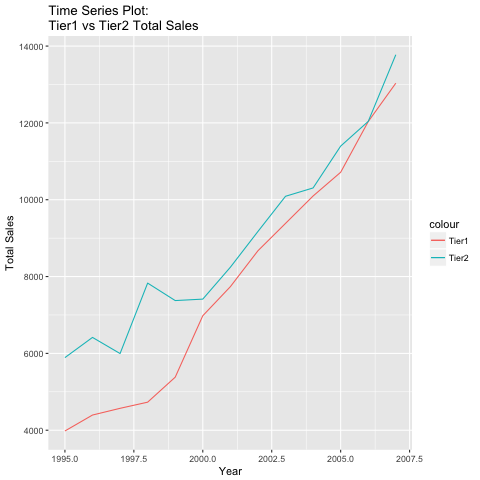 Time Series Plot:
Tier1 vs Tier2 Total Sales
14000
12000
10000
8000
6000
4000
Total Sales
1995.0 1997.5 2000.0 2002.5 2005.0 2007.5
Year
colour
Tier1
Tier2